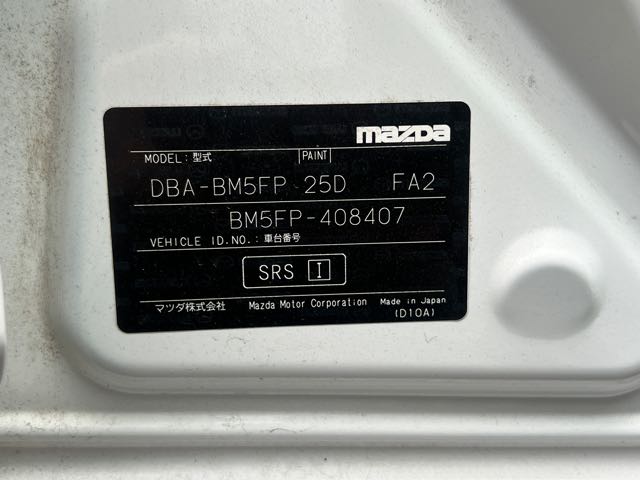 mazda
MODEL: 型式 PAINT
DBA-BM5FP 25D FA2
BM5FP-408407
VEHICLE ID.NO.: 車台番号
SRS I
マツダ株式会社 Mazda Motor Corporation Made in Japan
(D10A)